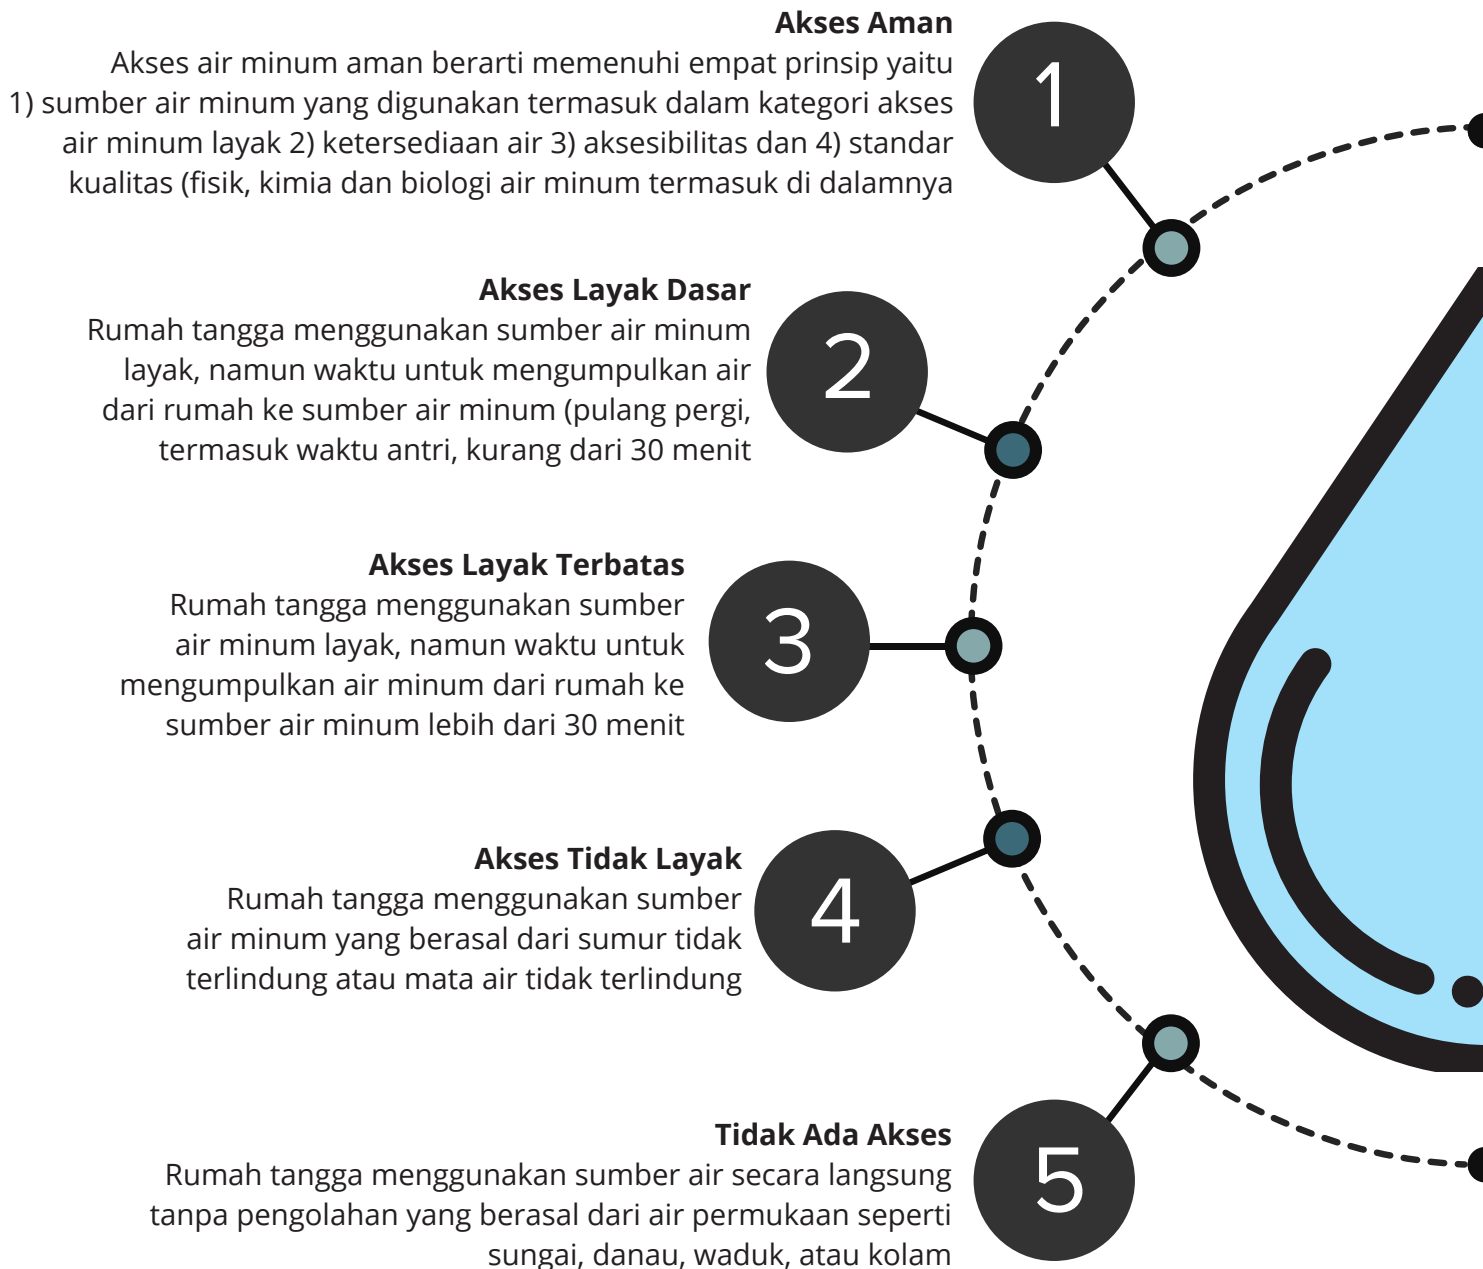 Akses Aman
Akses air minum aman berarti memenuhi empat prinsip yaitu
1) sumber air minum yang digunakan termasuk dalam kategori akses
air minum layak 2) ketersediaan air 3) aksesibilitas dan 4) standar
kualitas (fisik, kimia dan biologi air minum termasuk di dalamnya
1
Akses Layak Dasar
Rumah tangga menggunakan sumber air minum
layak, namun waktu untuk mengumpulkan air
dari rumah ke sumber air minum (pulang pergi,
termasuk waktu antri, kurang dari 30 menit
2
Akses Layak Terbatas
Rumah tangga menggunakan sumber
air minum layak, namun waktu untuk
mengumpulkan air minum dari rumah ke
sumber air minum lebih dari 30 menit
3
Akses Tidak Layak
Rumah tangga menggunakan sumber
air minum yang berasal dari sumur tidak
terlindung atau mata air tidak terlindung
4
Tidak Ada Akses
Rumah tangga menggunakan sumber air secara langsung
tanpa pengolahan yang berasal dari air permukaan seperti
sungai, danau, waduk, atau kolam
5